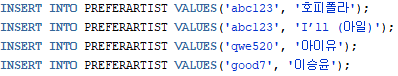 INSERT INTO PREFERARTIST VALUES('abc123', '호피폴라');
INSERT INTO PREFERARTIST VALUES('abc123', 'I’ll (아일)');
INSERT INTO PREFERARTIST VALUES('qwe520', '아이유');
INSERT INTO PREFERARTIST VALUES('good7', '이승윤');